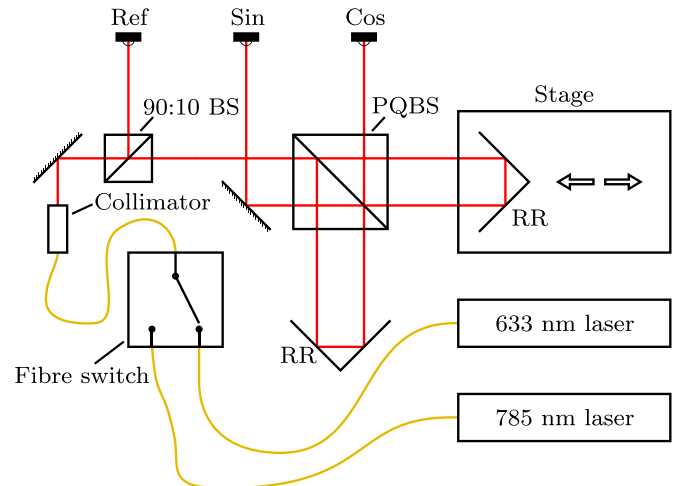 Ref
Sin
Cos
90:10 BS
PQBS
Stage
Collimator
RR
633 nm laser
RR
Fibre switch
785 nm laser